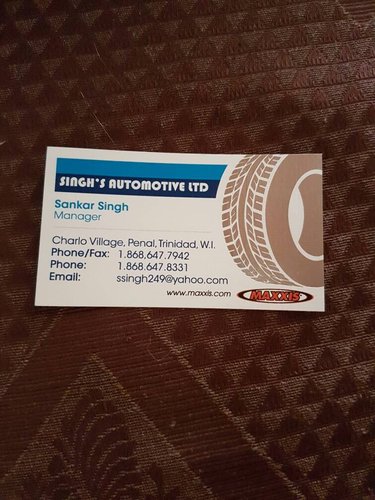 SINGH'S AUTOMOTIVE LTD
Sankar Singh
Manager
Charlo Village, Penal, Trinidad, W.I.
Phone/Fax: 1.868.647.7942
Phone: 1.868.647.8331
Email: ssingh249@yahoo.com
www.maxxis.com MAXXIS